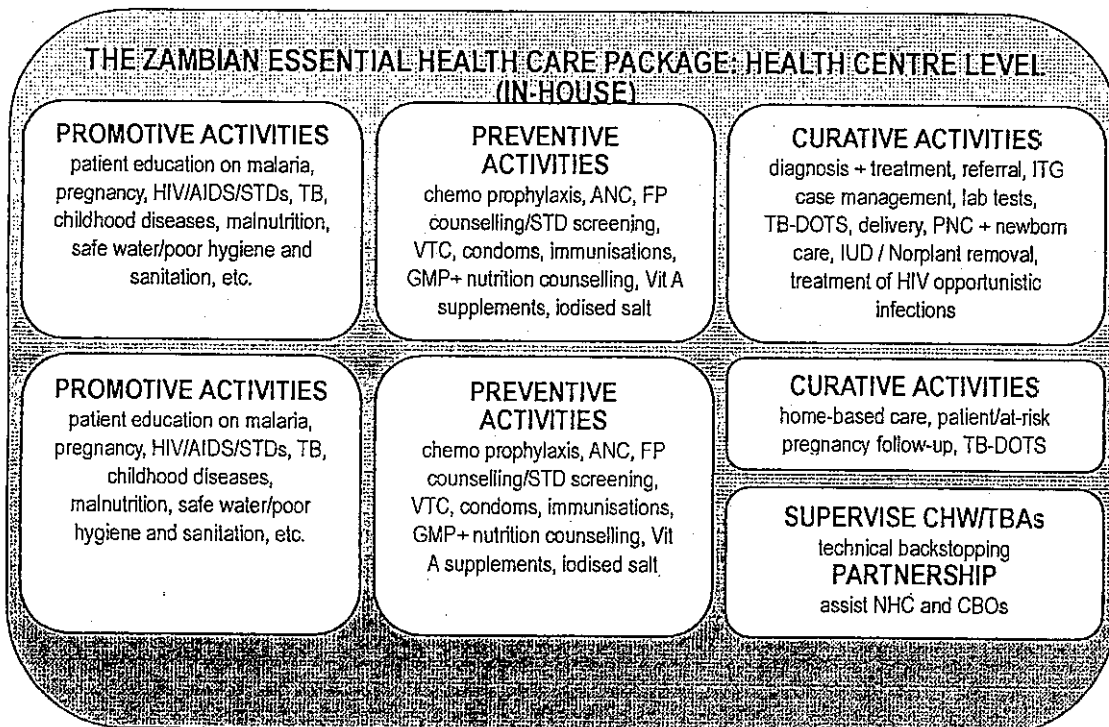 THE ZAMBIAN ESSENTIAL HEALTH CARE PACKAGE: HEALTH CENTRE LEVEL
(IN-HOUSE)
PROMOTIVE ACTIVITIES
patient education on malaria,
pregnancy, HIV/AIDS/STDs, TB,
childhood diseases, malnutrition,
safe water/poor hygiene and
sanitation, etc.
PREVENTIVE
ACTIVITIES
chemo prophylaxis, ANC, FP
counselling/STD screening,
VTC, condoms, immunisations,
GMP+ nutrition counselling, Vit A
supplements, iodised salt
CURATIVE ACTIVITIES
diagnosis + treatment, referral, ITG
case management, lab tests,
TB-DOTS, delivery, PNC + newborn
care, IUD / Norplant removal,
treatment of HIV opportunistic
infections
PROMOTIVE ACTIVITIES
patient education on malaria,
pregnancy, HIV/AIDS/STDs, TB,
childhood diseases,
malnutrition, safe water/poor
hygiene and sanitation, etc.
PREVENTIVE
ACTIVITIES
chemo prophylaxis, ANC, FP
counselling/STD screening,
VTC, condoms, immunisations,
GMP+ nutrition counselling, Vit
A supplements, iodised salt
CURATIVE ACTIVITIES
home-based care, patient/at-risk
pregnancy follow-up, TB-DOTS
SUPERVISE CHW/TBAs
technical backstopping
PARTNERSHIP
assist NHC and CBOs